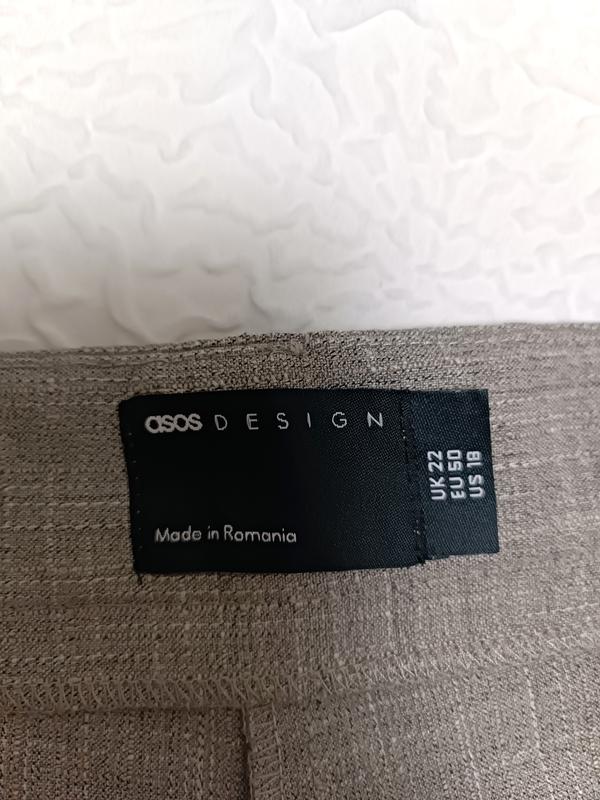 asos DESIGN
Made in Romania
UK 22
EU 50
US 18